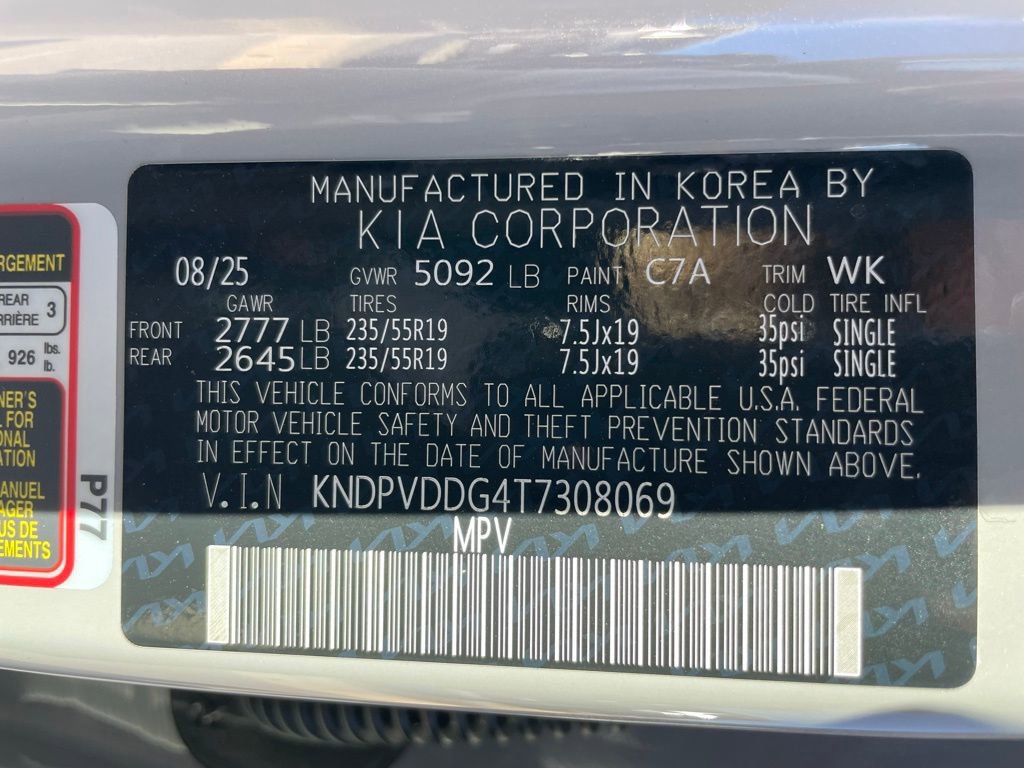 MANUFACTURED IN KOREA BY
KIA CORPORATION
08/25 GVWR 5092 LB PAINT C7A TRIM WK
GAWR TIRES RIMS COLD TIRE INFL
FRONT 2777 LB 235/55R19 7.5Jx19 35psi SINGLE
REAR 2645 LB 235/55R19 7.5Jx19 35psi SINGLE
THIS VEHICLE CONFORMS TO ALL APPLICABLE U.S.A. FEDERAL
MOTOR VEHICLE SAFETY AND THEFT PREVENTION STANDARDS
IN EFFECT ON THE DATE OF MANUFACTURE SHOWN ABOVE.
V.I.N KNDPVDDG4T7308069
MPV
RGEMENT
REAR 3
RRIÈRE
926 lbs.
lb.
NER'S
L FOR
ONAL
ATION
MANUEL
AGER
US DE
EMENTS
P77